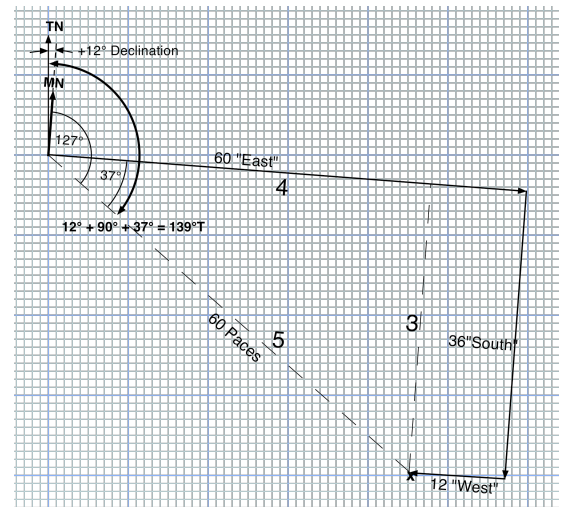 TN
+12° Declination
MN
127°
60 "East"
37°
4
12° + 90° + 37° = 139°T
3
60 Paces
5
36"South"
x
12 "West"